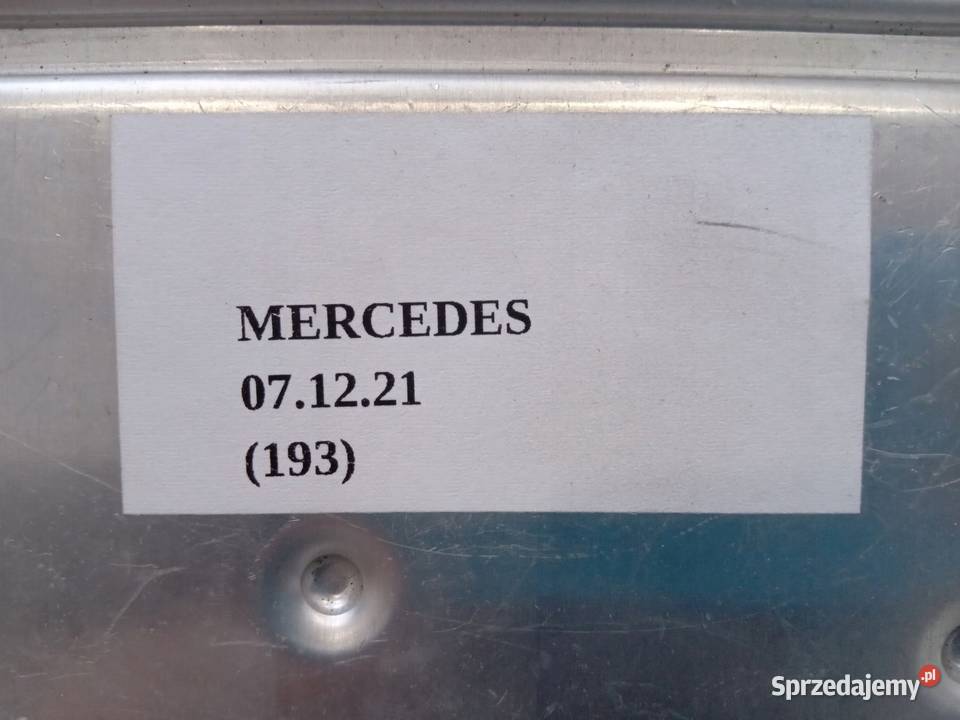 MERCEDES
07.12.21
(193)
Sprzedajemy.pl